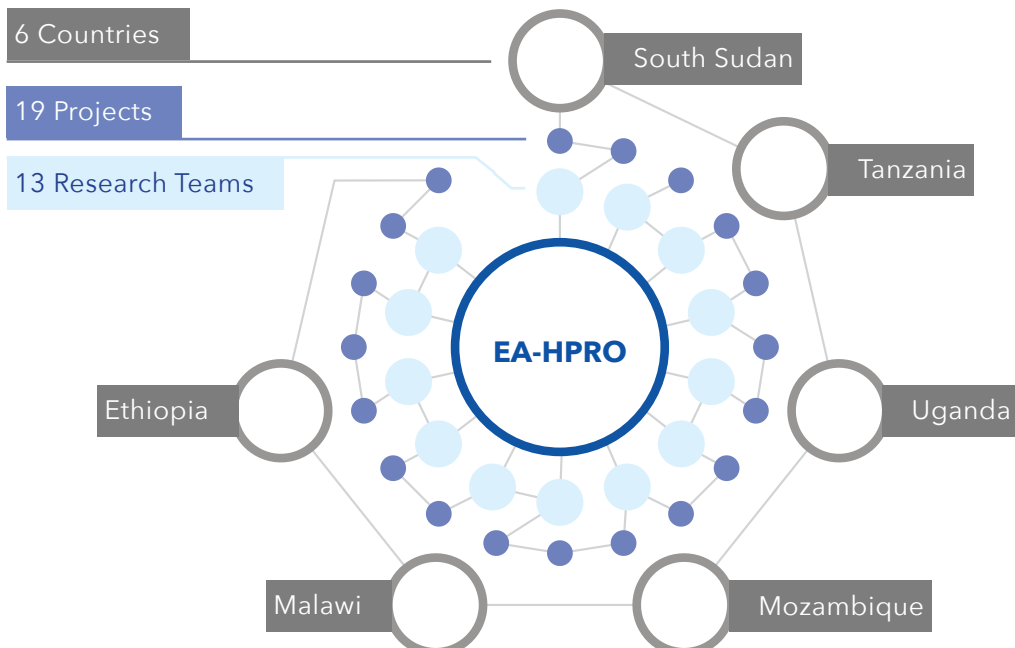 6 Countries
South Sudan
19 Projects
13 Research Teams
Tanzania
EA-HPRO
Ethiopia
Uganda
Malawi
Mozambique